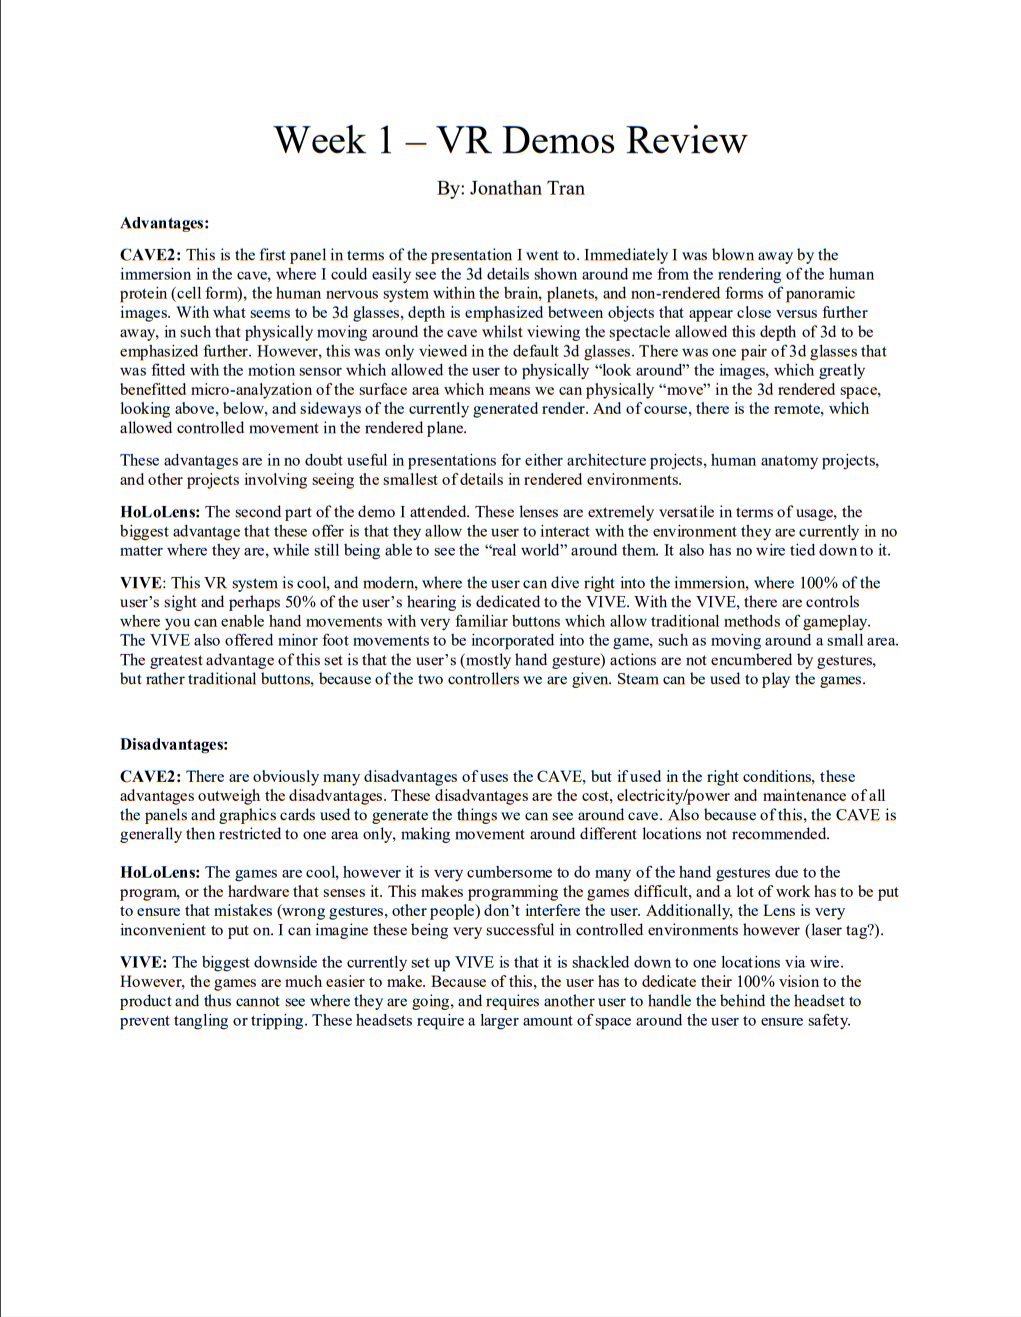 Week 1 – VR Demos Review
By: Jonathan Tran
Advantages:
CAVE2: This is the first panel in terms of the presentation I went to. Immediately I was blown away by the
immersion in the cave, where I could easily see the 3d details shown around me from the rendering of the human
protein (cell form), the human nervous system within the brain, planets, and non-rendered forms of panoramic
images. With what seems to be 3d glasses, depth is emphasized between objects that appear close versus further
away, in such that physically moving around the cave whilst viewing the spectacle allowed this depth of 3d to be
emphasized further. However, this was only viewed in the default 3d glasses. There was one pair of 3d glasses that
was fitted with the motion sensor which allowed the user to physically “look around” the images, which greatly
benefitted micro-analyzation of the surface area which means we can physically “move” in the 3d rendered space,
looking above, below, and sideways of the currently generated render. And of course, there is the remote, which
allowed controlled movement in the rendered plane.
These advantages are in no doubt useful in presentations for either architecture projects, human anatomy projects,
and other projects involving seeing the smallest of details in rendered environments.
HoLoLens: The second part of the demo I attended. These lenses are extremely versatile in terms of usage, the
biggest advantage that these offer is that they allow the user to interact with the environment they are currently in no
matter where they are, while still being able to see the “real world” around them. It also has no wire tied down to it.
VIVE: This VR system is cool, and modern, where the user can dive right into the immersion, where 100% of the
user’s sight and perhaps 50% of the user’s hearing is dedicated to the VIVE. With the VIVE, there are controls
where you can enable hand movements with very familiar buttons which allow traditional methods of gameplay.
The VIVE also offered minor foot movements to be incorporated into the game, such as moving around a small area.
The greatest advantage of this set is that the user’s (mostly hand gesture) actions are not encumbered by gestures,
but rather traditional buttons, because of the two controllers we are given. Steam can be used to play the games.
Disadvantages:
CAVE2: There are obviously many disadvantages of uses the CAVE, but if used in the right conditions, these
advantages outweigh the disadvantages. These disadvantages are the cost, electricity/power and maintenance of all
the panels and graphics cards used to generate the things we can see around cave. Also because of this, the CAVE is
generally then restricted to one area only, making movement around different locations not recommended.
HoLoLens: The games are cool, however it is very cumbersome to do many of the hand gestures due to the
program, or the hardware that senses it. This makes programming the games difficult, and a lot of work has to be put
to ensure that mistakes (wrong gestures, other people) don’t interfere the user. Additionally, the Lens is very
inconvenient to put on. I can imagine these being very successful in controlled environments however (laser tag?).
VIVE: The biggest downside the currently set up VIVE is that it is shackled down to one locations via wire.
However, the games are much easier to make. Because of this, the user has to dedicate their 100% vision to the
product and thus cannot see where they are going, and requires another user to handle the behind the headset to
prevent tangling or tripping. These headsets require a larger amount of space around the user to ensure safety.